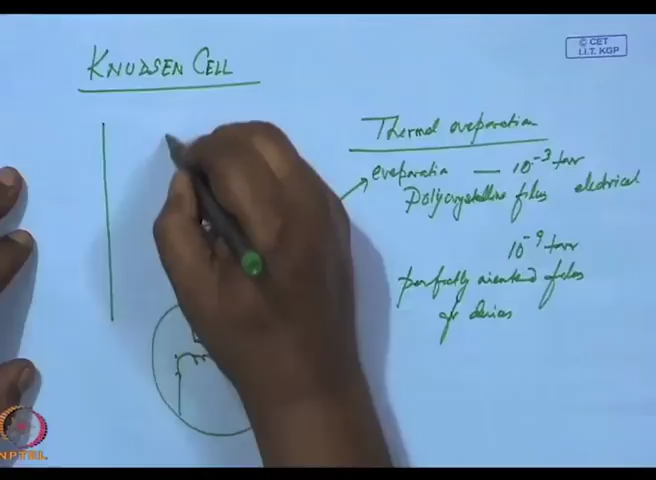 KNUDSEN CELL
© CET
I.I.T. KGP
Thermal evaporation
evaporatia — 10⁻³ torr
Polycrystalline films electrical
10⁻⁹ torr
perfectly oriented films
for devices
NPTEL